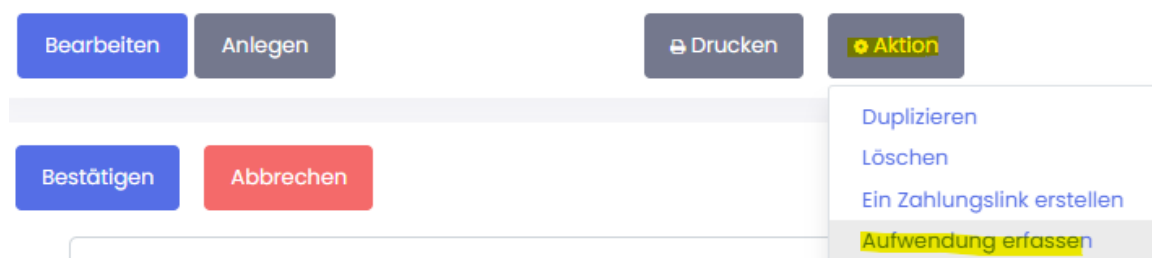 Bearbeiten Anlegen Drucken Aktion
Duplizieren
Löschen
Bestätigen Abbrechen
Ein Zahlungslink erstellen
Aufwendung erfassen